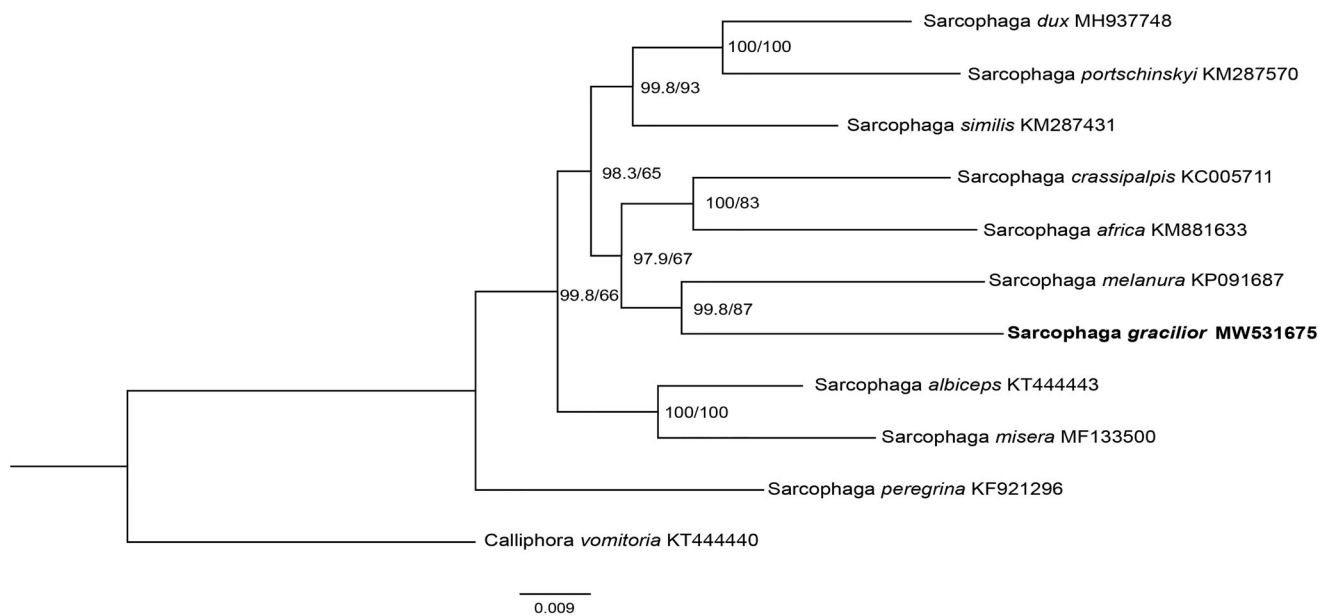 Sarcophaga dux MH937748
100/100
Sarcophaga portschinskyi KM287570
99.8/93
Sarcophaga similis KM287431
98.3/65
Sarcophaga crassipalpis KC005711
100/83
Sarcophaga africa KM881633
97.9/67
Sarcophaga melanura KP091687
99.8/66
99.8/87
Sarcophaga gracilior MW531675
Sarcophaga albiceps KT444443
100/100
Sarcophaga misera MF133500
Sarcophaga peregrina KF921296
Calliphora vomitoria KT444440
0.009